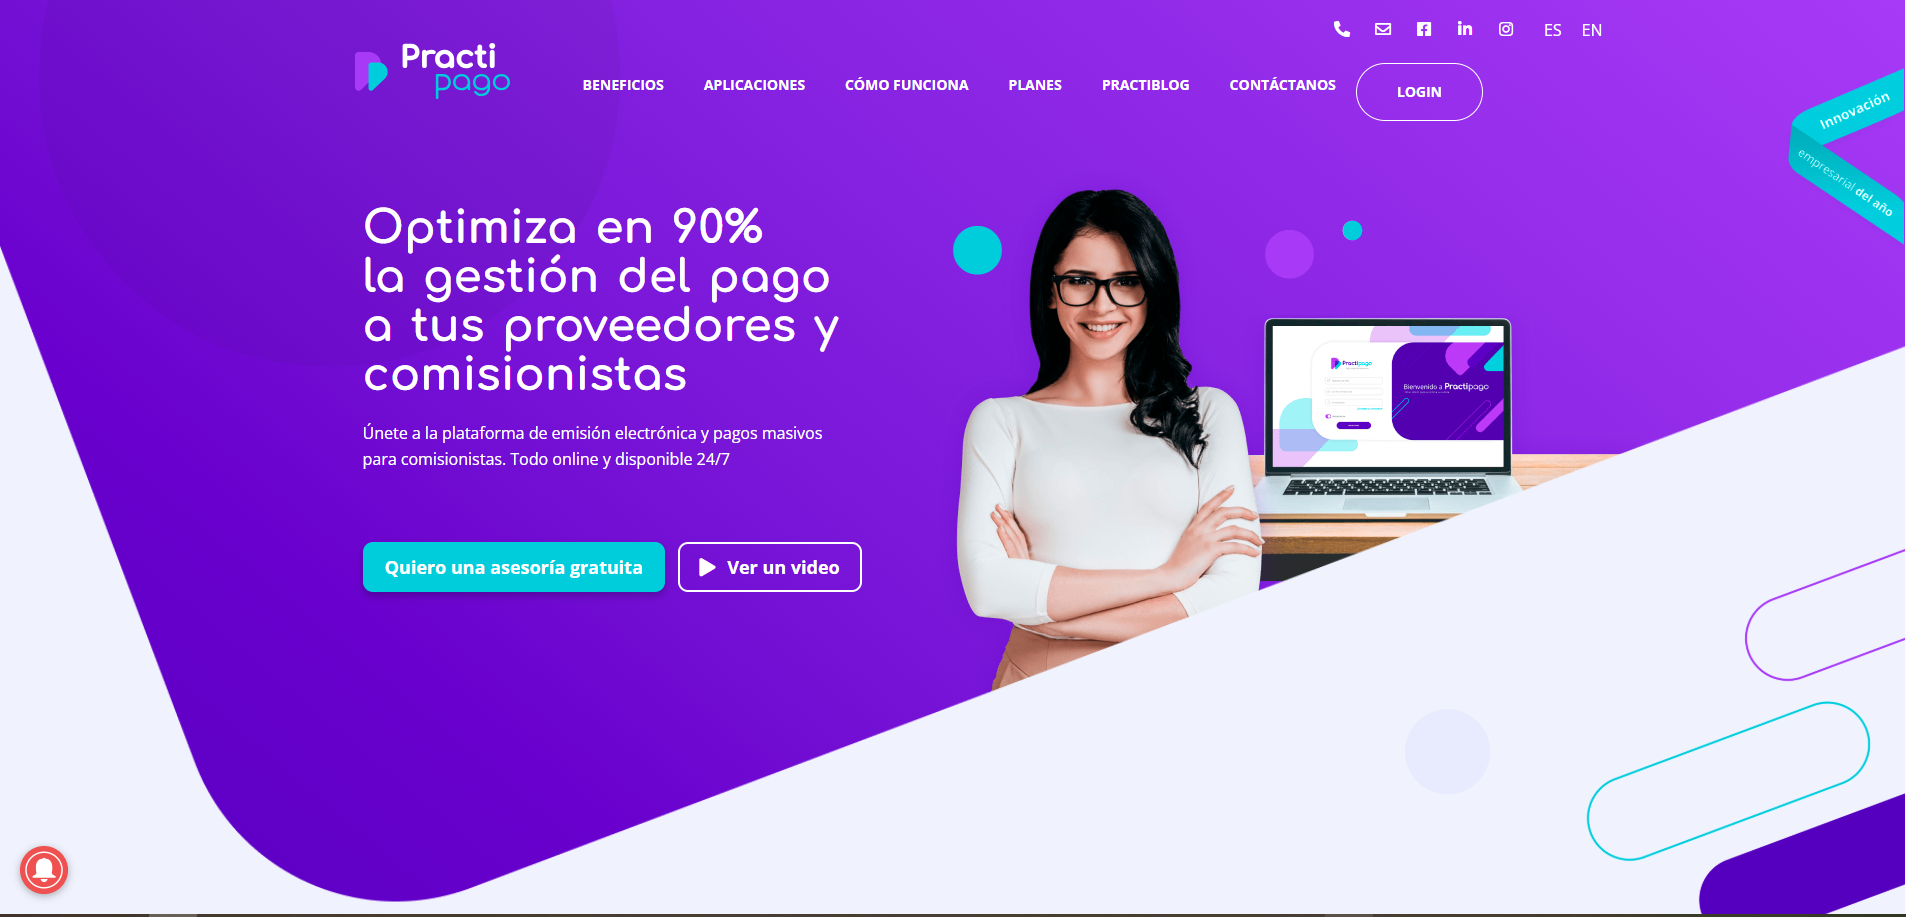 ES EN
Practi
pago
BENEFICIOS APLICACIONES CÓMO FUNCIONA PLANES PRACTIBLOG CONTÁCTANOS LOGIN
Innovación
empresarial del año
Optimiza en 90%
la gestión del pago
a tus proveedores y
comisionistas
Únete a la plataforma de emisión electrónica y pagos masivos
para comisionistas. Todo online y disponible 24/7
Quiero una asesoría gratuita
Ver un video
Practipago
Bienvenido a Practipago